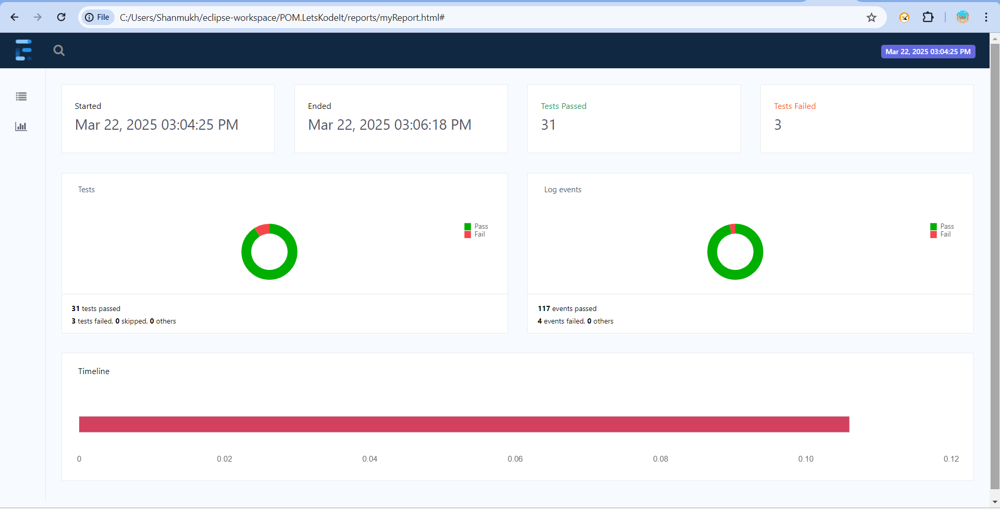 File
C:/Users/Shanmukh/eclipse-workspace/POM.LetsKodeIt/reports/myReport.html#
Mar 22, 2025 03:04:25 PM
Started
Mar 22, 2025 03:04:25 PM
Ended
Mar 22, 2025 03:06:18 PM
Tests Passed
31
Tests Failed
3
Tests
Pass
Fail
31 tests passed
3 tests failed, 0 skipped, 0 others
Log events
Pass
Fail
117 events passed
4 events failed, 0 others
Timeline
0 0.02 0.04 0.06 0.08 0.10 0.12